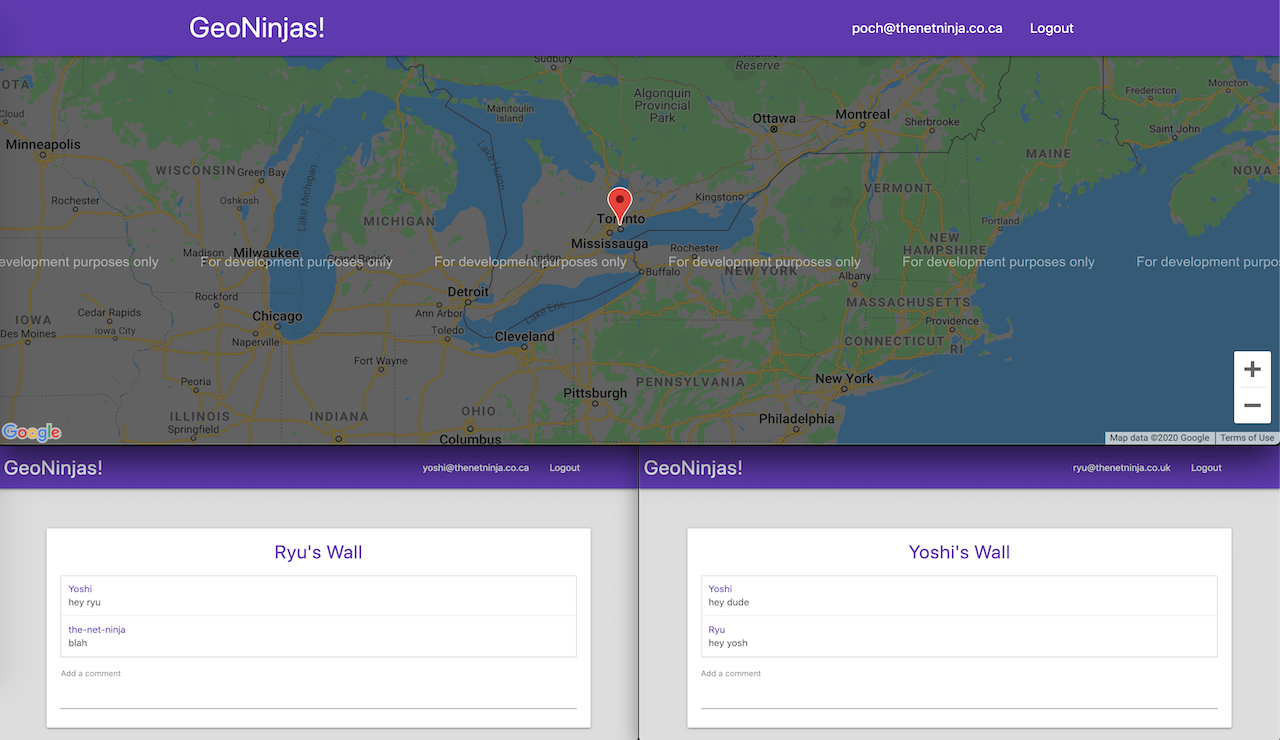 GeoNinjas!
poch@thenetninja.co.ca Logout
Sudbury
Reserve
OTA
Algonquin
Provincial
Park
Moncton
Fredericton
Cloud
Manitoulin
Island
Ottawa
Montreal
Sherbrooke
Saint John
Minneapolis
MAINE
WISCONSIN
Green Bay
Lake Huron
NOVA S
Rochester
Oshkosh
Lake Michigan
VERMONT
Kingston
MICHIGAN
Toronto
Portland
Mississauga
NEW
HAMPSHIRE
Madison
Milwaukee
Grand Rapids
London
Rochester
evelopment purposes only
For development purposes only
For development purposes only
For development purposes only
For development purposes only
For development purpo
Buffalo
NEW YORK
Albany
Rockford
Detroit
MASSACHUSETTS
Cedar Rapids
Ann Arbor
Lake Erie
Providence
IOWA
Chicago
Iowa City
Des Moines
Toledo
Cleveland
CONNECTICUT
RI
Naperville
Fort Wayne
Peoria
PENNSYLVANIA
New York
Pittsburgh
ILLINOIS
INDIANA
OHIO
Philadelphia
Springfield
Columbus
Google
Map data ©2020 Google Terms of Use
GeoNinjas!
yoshi@thenetninja.co.ca Logout
Ryu's Wall
Yoshi
hey ryu
the-net-ninja
blah
Add a comment
GeoNinjas!
ryu@thenetninja.co.uk Logout
Yoshi's Wall
Yoshi
hey dude
Ryu
hey yosh
Add a comment